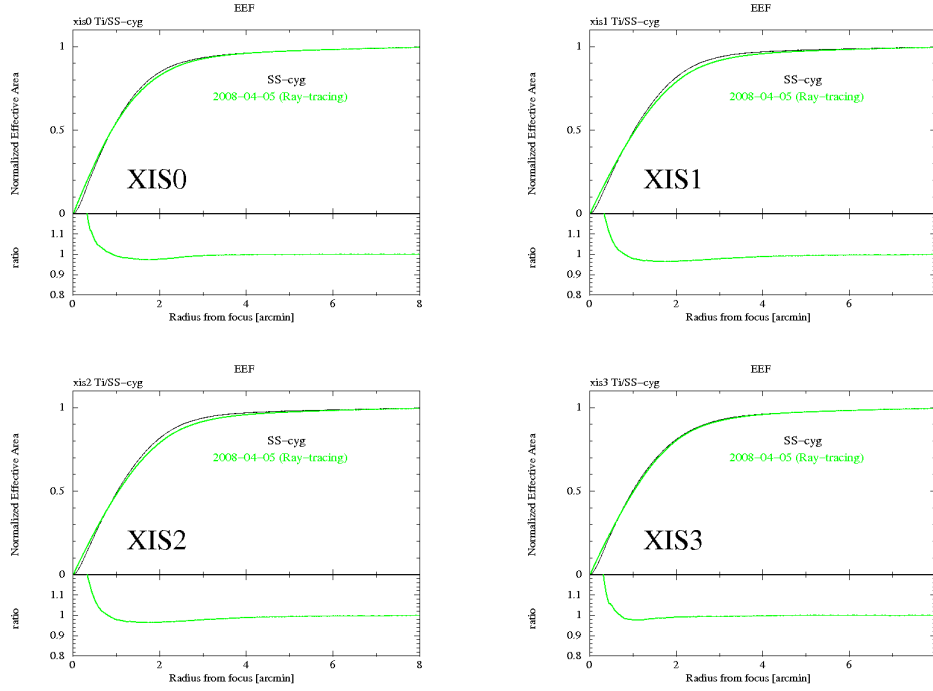 EEF
xis0 Ti/SS-cyg
1
SS-cyg
2008-04-05 (Ray-tracing)
Normalized Effective Area
0.5
XIS0
0
1.1
1
0.9
0.8
ratio
0 2 4 6 8
Radius from focus [arcmin]
EEF
xis1 Ti/SS-cyg
1
SS-cyg
2008-04-05 (Ray-tracing)
Normalized Effective Area
0.5
XIS1
0
1.1
1
0.9
0.8
ratio
0 2 4 6
Radius from focus [arcmin]
EEF
xis2 Ti/SS-cyg
1
SS-cyg
2008-04-05 (Ray-tracing)
Normalized Effective Area
0.5
XIS2
0
1.1
1
0.9
0.8
ratio
0 2 4 6 8
Radius from focus [arcmin]
EEF
xis3 Ti/SS-cyg
1
SS-cyg
2008-04-05 (Ray-tracing)
Normalized Effective Area
0.5
XIS3
0
1.1
1
0.9
0.8
ratio
0 2 4 6
Radius from focus [arcmin]